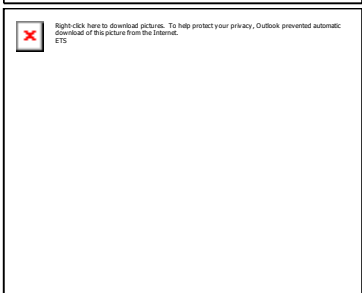 Right-click here to download pictures. To help protect your privacy, Outlook prevented automatic
download of this picture from the Internet.
ETS